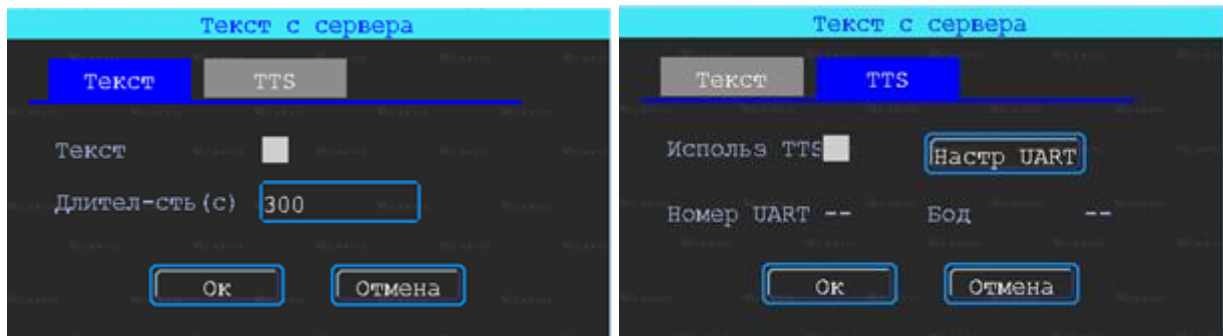 Текст с сервера
Текст TTS
Текст
Длител-сть(с) 300
Ок Отмена
Текст с сервера
Текст TTS
Использ TTS Настр UART
Номер UART -- Бод --
Ок Отмена